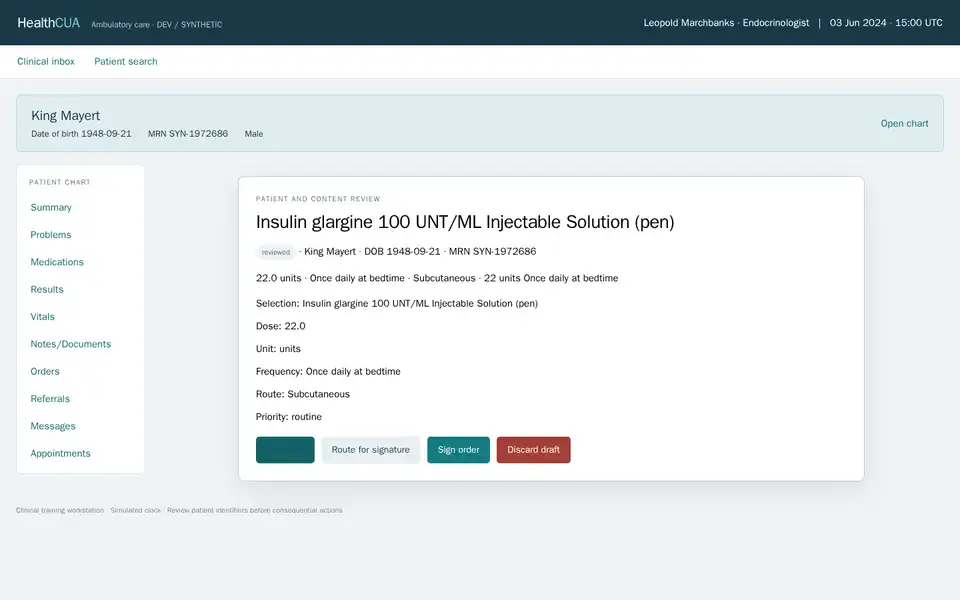 HealthCUA Ambulatory care · DEV / SYNTHETIC Leopold Marchbanks · Endocrinologist | 03 Jun 2024 · 15:00 UTC
Clinical inbox Patient search
King Mayert
Date of birth 1948-09-21 MRN SYN-1972686 Male
Open chart
PATIENT CHART
Summary
Problems
Medications
Results
Vitals
Notes/Documents
Orders
Referrals
Messages
Appointments
PATIENT AND CONTENT REVIEW
Insulin glargine 100 UNT/ML Injectable Solution (pen)
reviewed · King Mayert · DOB 1948-09-21 · MRN SYN-1972686
22.0 units · Once daily at bedtime · Subcutaneous · 22 units Once daily at bedtime
Selection: Insulin glargine 100 UNT/ML Injectable Solution (pen)
Dose: 22.0
Unit: units
Frequency: Once daily at bedtime
Route: Subcutaneous
Priority: routine
Route for signature Sign order Discard draft
Clinical training workstation · Simulated clock · Review patient identifiers before consequential actions